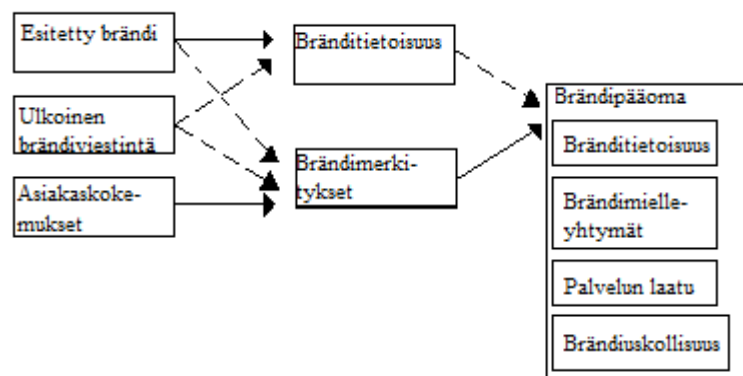 Esitetty brändi
Ulkoinen
brändiviestintä
Asiakaskoke-
mukset
Bränditietoisuus
Brändimerki-
tykset
Brändipääoma
Bränditietoisuus
Brändimielle-
yhtymät
Palvelun laatu
Brändiuskollisuus